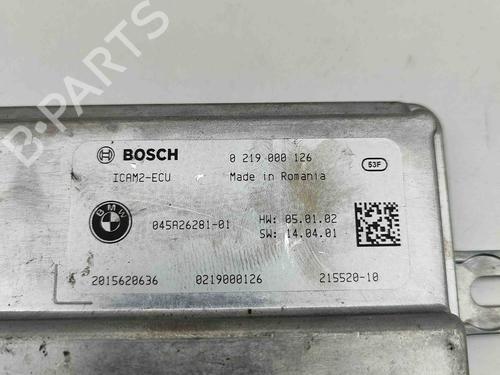 B-PARTS
BOSCH
0 219 000 126
53F
ICAM2-ECU
Made in Romania
BMW
045A26281-01
HW: 05.01.02
SW: 14.04.01
2015620636
0219000126
215520-10